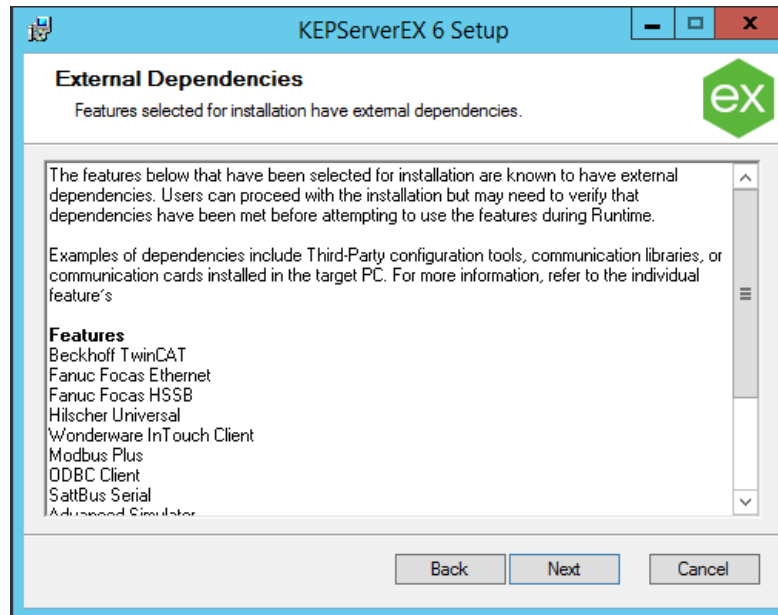 KEPServerEX 6 Setup
External Dependencies
Features selected for installation have external dependencies.
ex
The features below that have been selected for installation are known to have external
dependencies. Users can proceed with the installation but may need to verify that
dependencies have been met before attempting to use the features during Runtime.
Examples of dependencies include Third-Party configuration tools, communication libraries, or
communication cards installed in the target PC. For more information, refer to the individual
feature's
Features
Beckhoff TwinCAT
Fanuc Focas Ethernet
Fanuc Focas HSSB
Hilscher Universal
Wonderware InTouch Client
Modbus Plus
ODBC Client
SattBus Serial
Advanced Simulator
Back
Next
Cancel